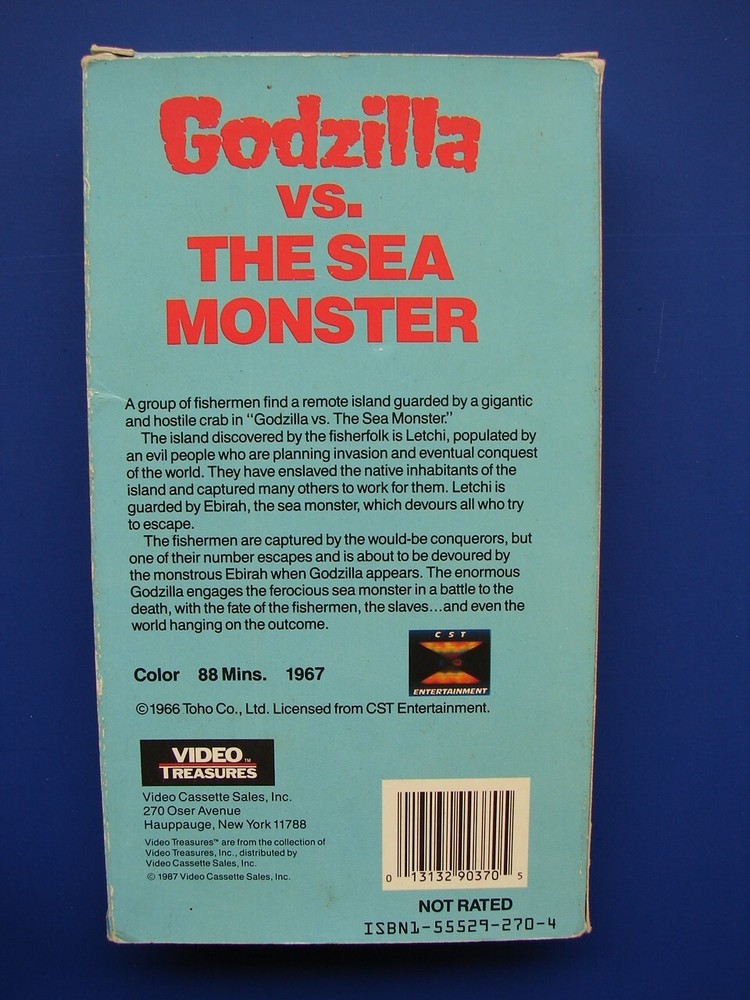 Godzilla
VS.
THE SEA
MONSTER
A group of fishermen find a remote island guarded by a gigantic
and hostile crab in "Godzilla vs. The Sea Monster."
The island discovered by the fisherfolk is Letchi, populated by
an evil people who are planning invasion and eventual conquest
of the world. They have enslaved the native inhabitants of the
island and captured many others to work for them. Letchi is
guarded by Ebirah, the sea monster, which devours all who try
to escape.
The fishermen are captured by the would-be conquerors, but
one of their number escapes and is about to be devoured by
the monstrous Ebirah when Godzilla appears. The enormous
Godzilla engages the ferocious sea monster in a battle to the
death, with the fate of the fishermen, the slaves...and even the
world hanging on the outcome.
CST
ENTERTAINMENT
Color 88 Mins. 1967
©1966 Toho Co., Ltd. Licensed from CST Entertainment.
VIDEO™
TREASURES
Video Cassette Sales, Inc.
270 Oser Avenue
Hauppauge, New York 11788
Video Treasures™ are from the collection of
Video Treasures, Inc., distributed by
Video Cassette Sales, Inc.
© 1987 Video Cassette Sales, Inc.
0 13132 90370 5
NOT RATED
ISBN1-55529-270-4